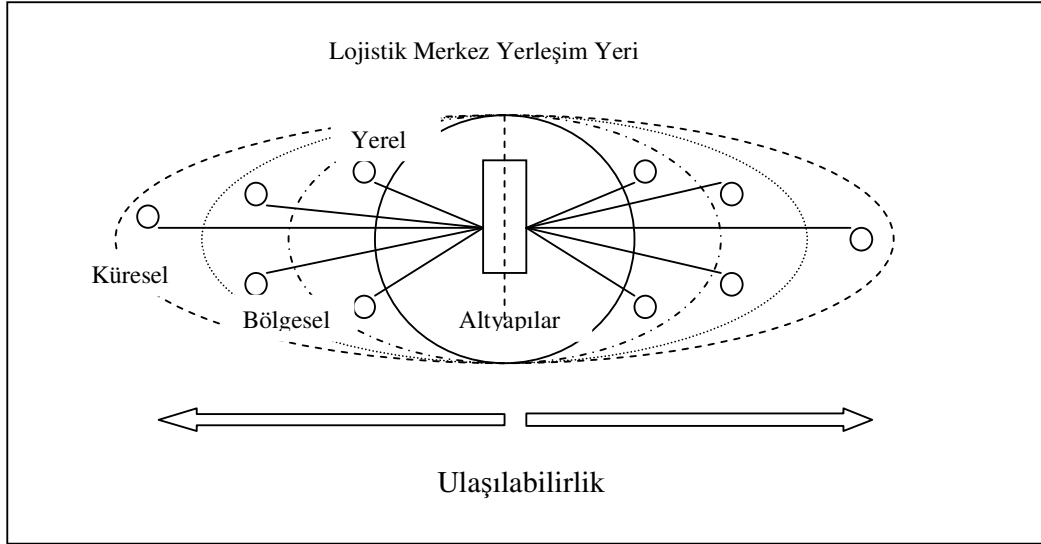 Lojistik Merkez Yerleşim Yeri
Yerel
Küresel
Bölgesel
Altyapılar
Ulaşılabilirlik